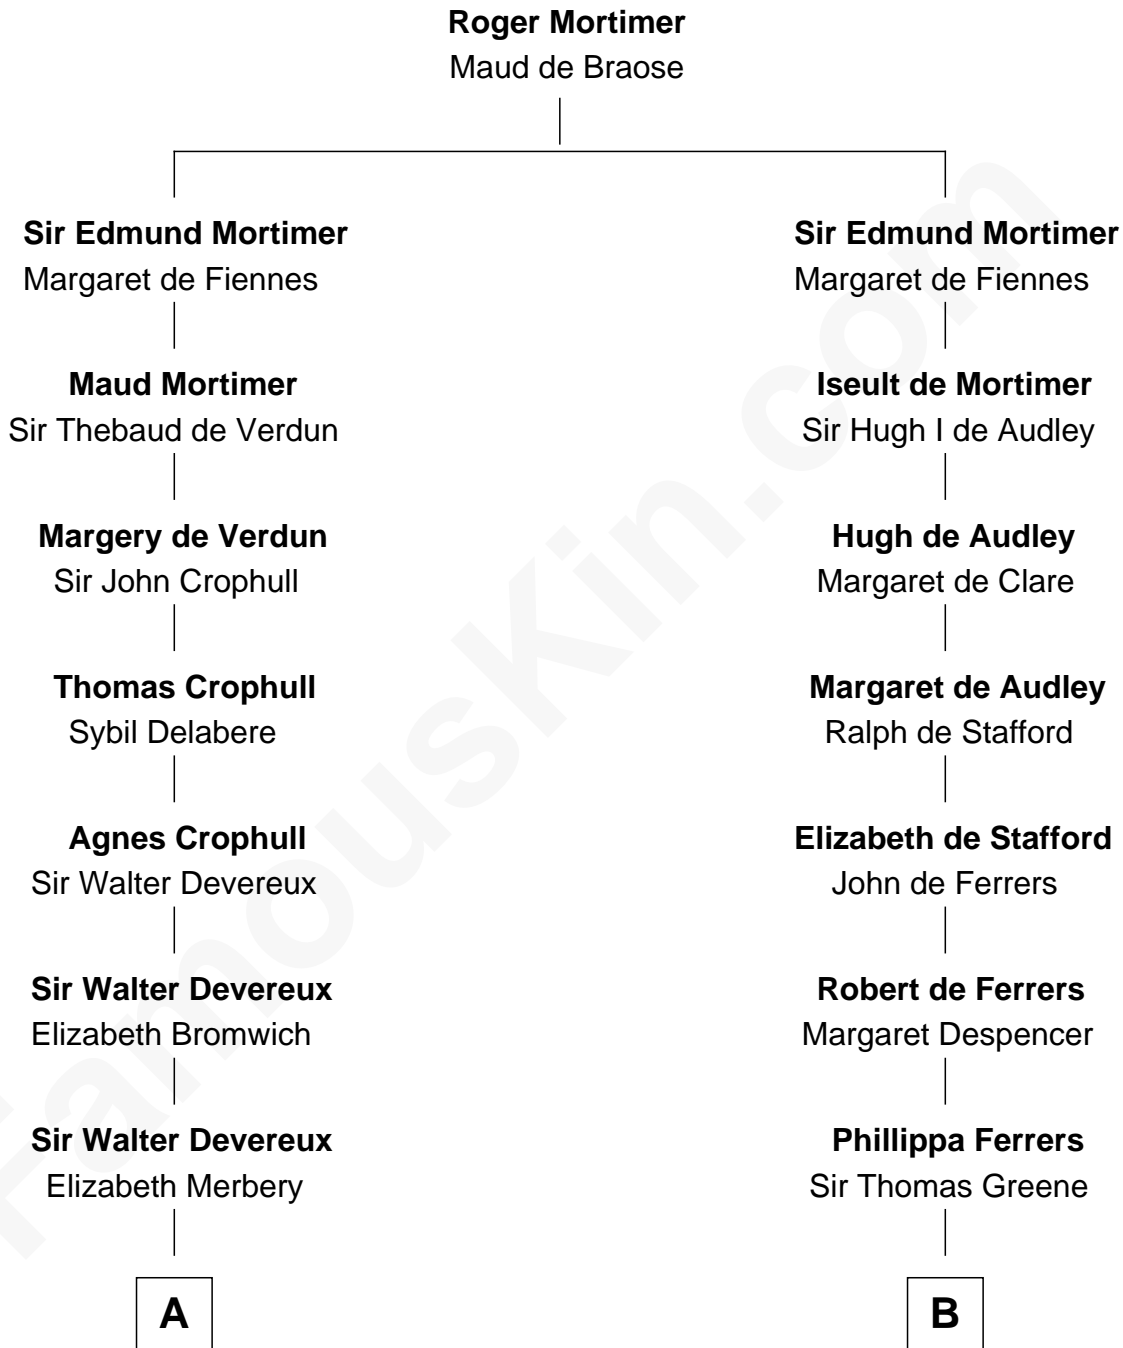 Roger Mortimer
Maud de Braose
Sir Edmund Mortimer
Margaret de Fiennes
Maud Mortimer
Sir Thebaud de Verdun
Margery de Verdun
Sir John Crophull
Thomas Crophull
Sybil Delabere
Agnes Crophull
Sir Walter Devereux
Sir Walter Devereux
Elizabeth Bromwich
Sir Walter Devereux
Elizabeth Merbery
A
Sir Edmund Mortimer
Margaret de Fiennes
Iseult de Mortimer
Sir Hugh I de Audley
Hugh de Audley
Margaret de Clare
Margaret de Audley
Ralph de Stafford
Elizabeth de Stafford
John de Ferrers
Robert de Ferrers
Margaret Despencer
Phillippa Ferrers
Sir Thomas Greene
B
FamousKin.com